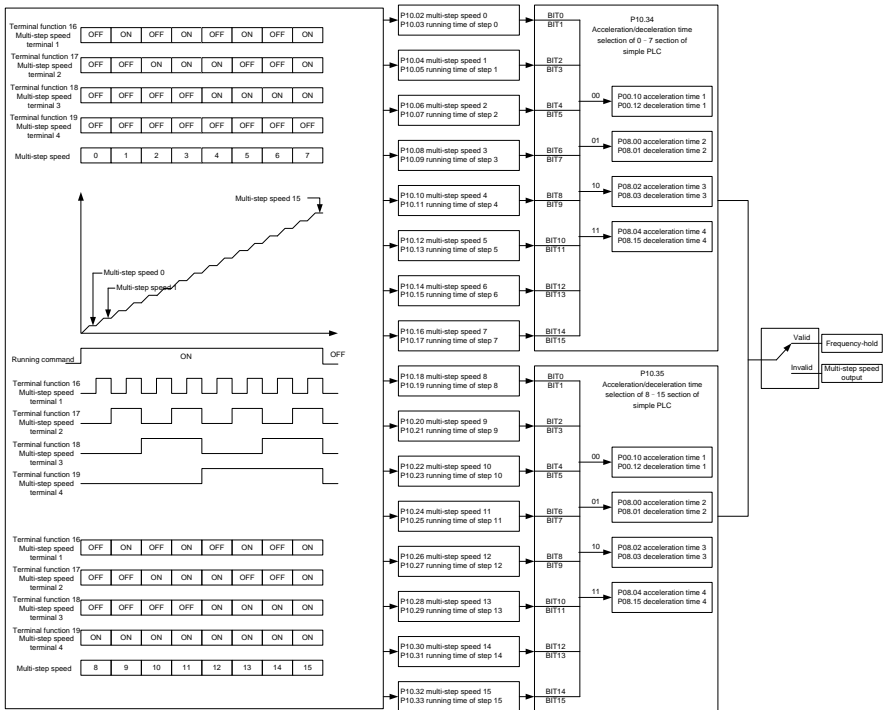 Terminal function 16
Multi-step speed
terminal 1
OFF ON OFF ON OFF ON OFF ON
Terminal function 17
Multi-step speed
terminal 2
OFF OFF ON ON OFF OFF ON ON
Terminal function 18
Multi-step speed
terminal 3
OFF OFF OFF OFF ON ON ON ON
Terminal function 19
Multi-step speed
terminal 4
OFF OFF OFF OFF OFF OFF OFF OFF
Multi-step speed 0 1 2 3 4 5 6 7
Multi-step speed 15
Multi-step speed 0
Multi-step speed 1
Running command
ON
OFF
Terminal function 16
Multi-step speed
terminal 1
Terminal function 17
Multi-step speed
terminal 2
Terminal function 18
Multi-step speed
terminal 3
Terminal function 19
Multi-step speed
terminal 4
Terminal function 16
Multi-step speed
terminal 1
OFF ON OFF ON OFF ON OFF ON
Terminal function 17
Multi-step speed
terminal 2
OFF OFF ON ON OFF OFF ON ON
Terminal function 18
Multi-step speed
terminal 3
OFF OFF OFF OFF ON ON ON ON
Terminal function 19
Multi-step speed
terminal 4
ON ON ON ON ON ON ON ON
Multi-step speed 8 9 10 11 12 13 14 15
P10.02 multi-step speed 0
P10.03 running time of step 0
P10.04 multi-step speed 1
P10.05 running time of step 1
P10.06 multi-step speed 2
P10.07 running time of step 2
P10.08 multi-step speed 3
P10.09 running time of step 3
P10.10 multi-step speed 4
P10.11 running time of step 4
P10.12 multi-step speed 5
P10.13 running time of step 5
P10.14 multi-step speed 6
P10.15 running time of step 6
P10.16 multi-step speed 7
P10.17 running time of step 7
P10.18 multi-step speed 8
P10.19 running time of step 8
P10.20 multi-step speed 9
P10.21 running time of step 9
P10.22 multi-step speed 10
P10.23 running time of step 10
P10.24 multi-step speed 11
P10.25 running time of step 11
P10.26 multi-step speed 12
P10.27 running time of step 12
P10.28 multi-step speed 13
P10.29 running time of step 13
P10.30 multi-step speed 14
P10.31 running time of step 14
P10.32 multi-step speed 15
P10.33 running time of step 15
BIT0
BIT1
BIT2
BIT3
BIT4
BIT5
BIT6
BIT7
BIT8
BIT9
BIT10
BIT11
BIT12
BIT13
BIT14
BIT15
P10.34
Acceleration/deceleration time
selection of 0 - 7 section of
simple PLC
00
P00.10 acceleration time 1
P00.12 deceleration time 1
01
P08.00 acceleration time 2
P08.01 deceleration time 2
10
P08.02 acceleration time 3
P08.03 deceleration time 3
11
P08.04 acceleration time 4
P08.15 deceleration time 4
BIT0
BIT1
BIT2
BIT3
BIT4
BIT5
BIT6
BIT7
BIT8
BIT9
BIT10
BIT11
BIT12
BIT13
BIT14
BIT15
P10.35
Acceleration/deceleration time
selection of 8 - 15 section of
simple PLC
00
P00.10 acceleration time 1
P00.12 deceleration time 1
01
P08.00 acceleration time 2
P08.01 deceleration time 2
10
P08.02 acceleration time 3
P08.03 deceleration time 3
11
P08.04 acceleration time 4
P08.15 deceleration time 4
Valid
Frequency-hold
Invalid
Multi-step speed
output